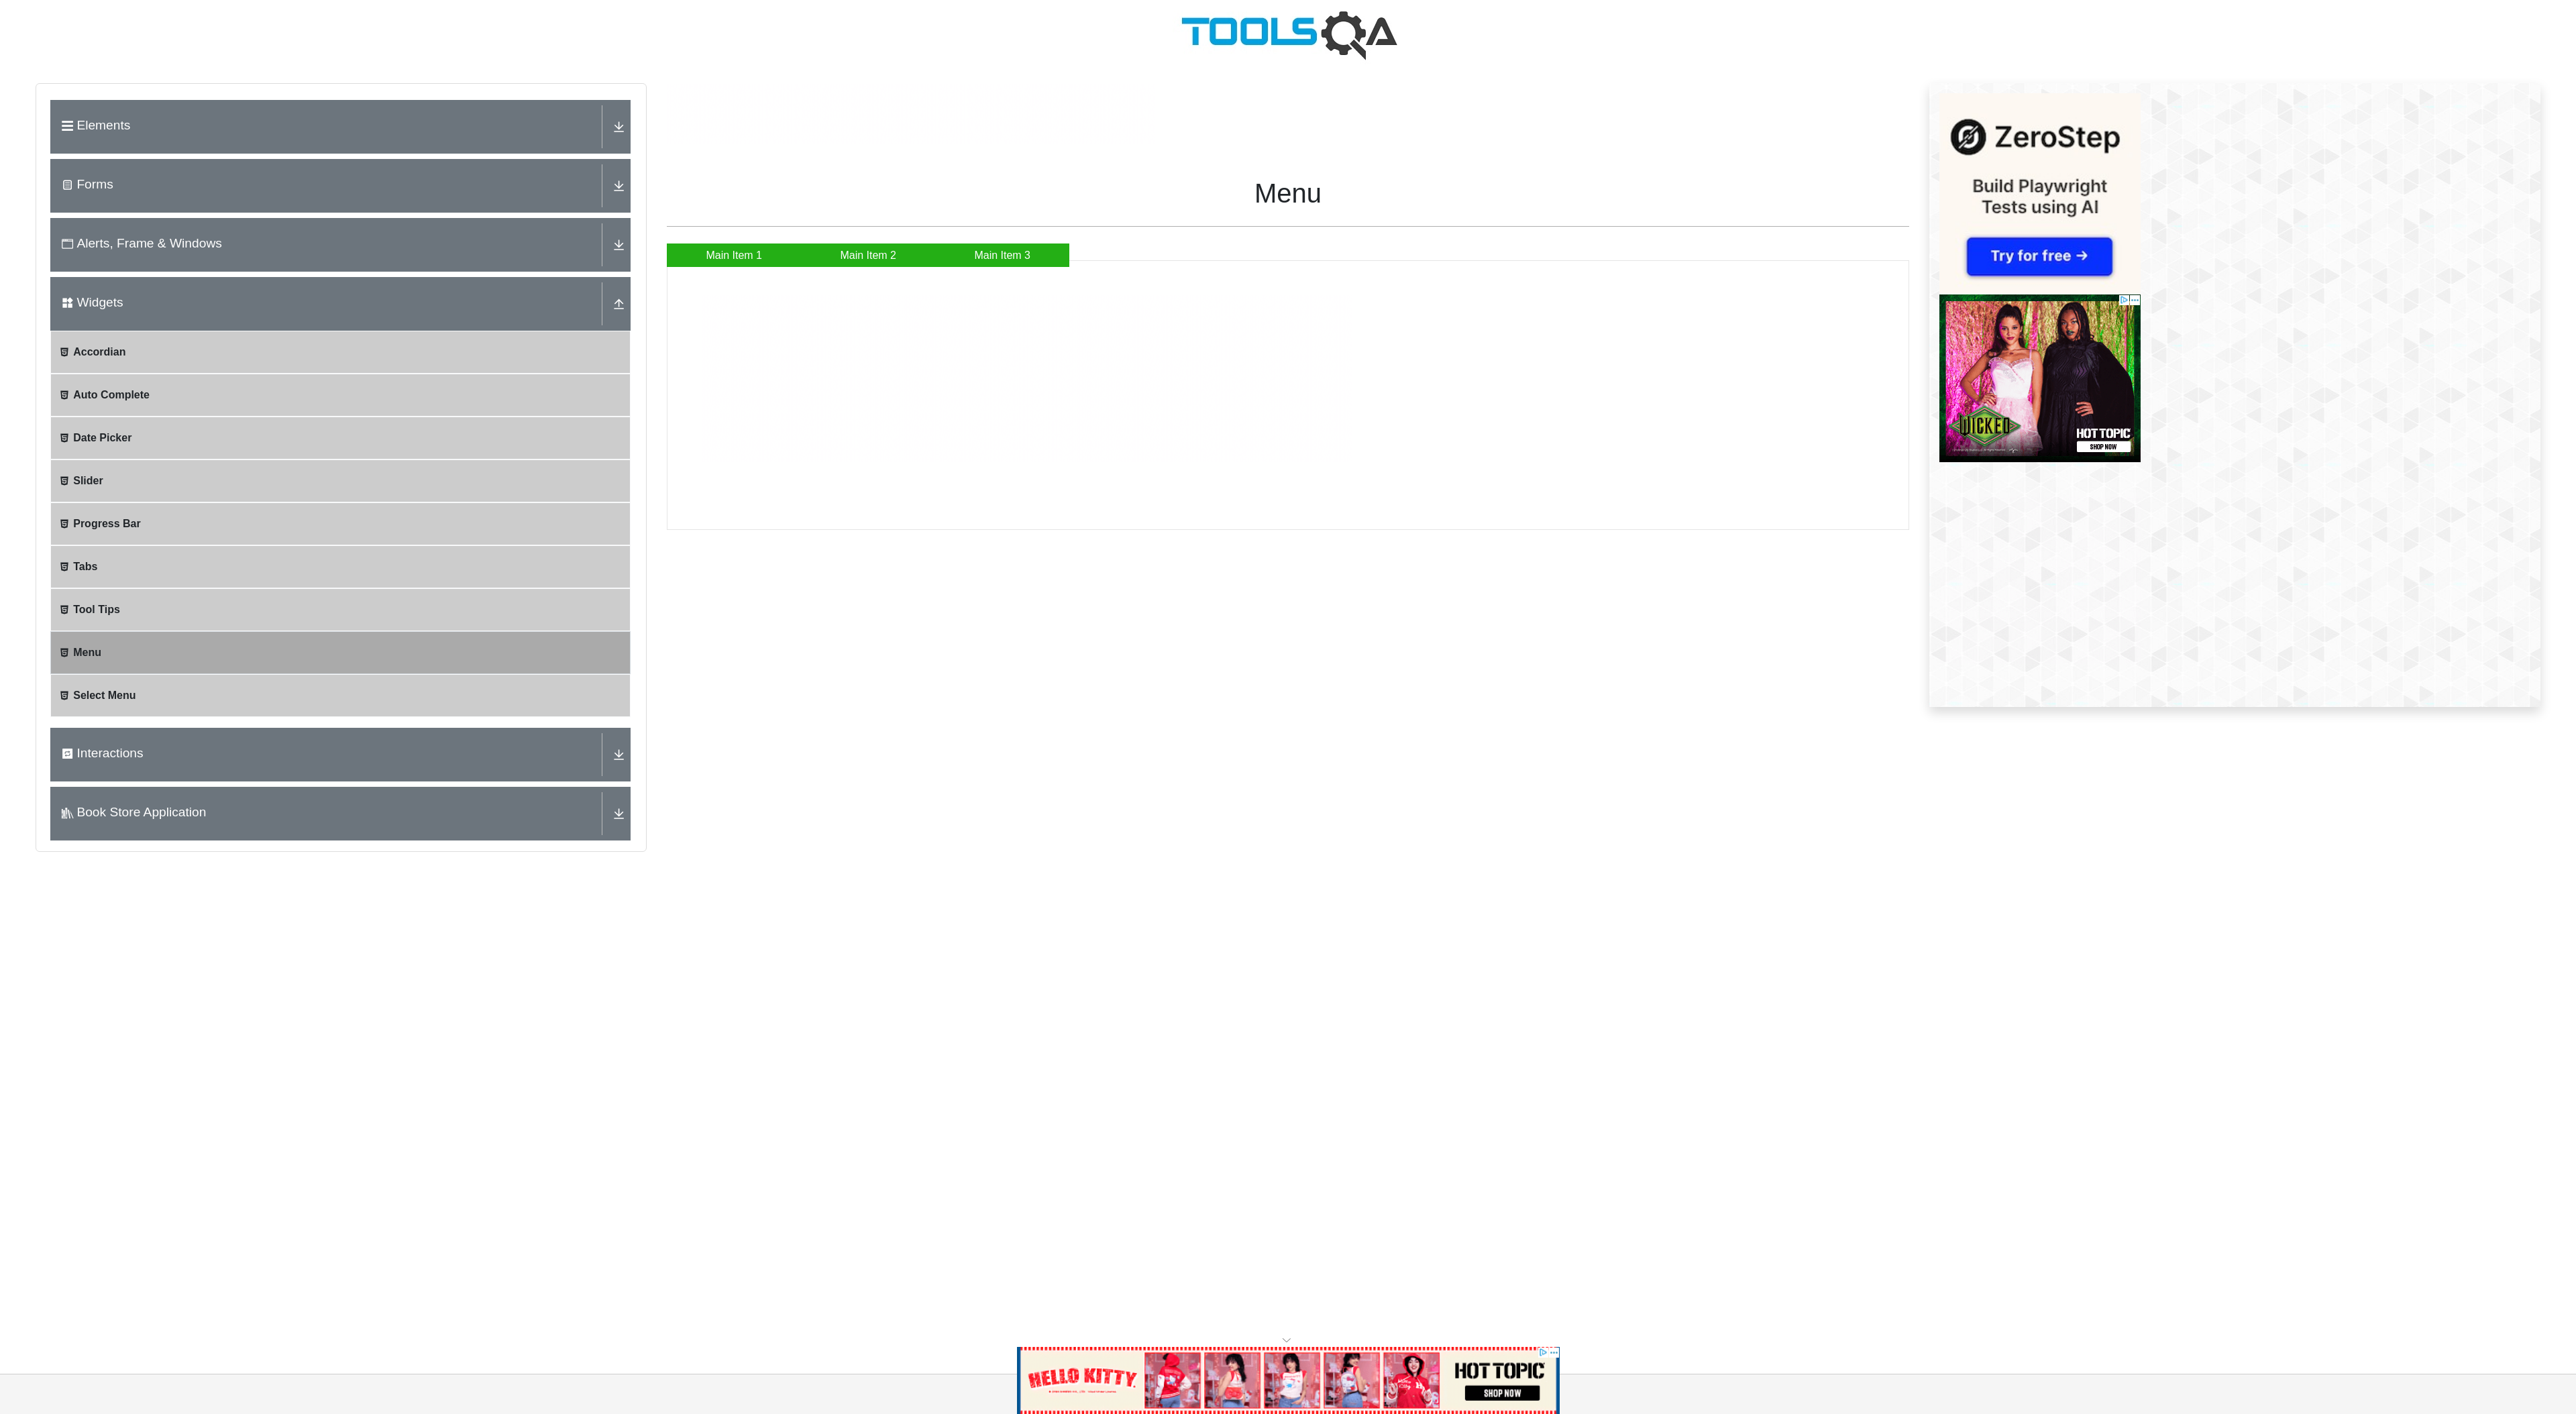 TOOLSQA
Elements
Forms
Alerts, Frame & Windows
Widgets
Accordian
Auto Complete
Date Picker
Slider
Progress Bar
Tabs
Tool Tips
Menu
Select Menu
Interactions
Book Store Application
Menu
Main Item 1
Main Item 2
Main Item 3
ZeroStep
Build Playwright
Tests using AI
Try for free →
WICKED
HOT TOPIC
SHOP NOW
HELLO KITTY
HOT TOPIC
SHOP NOW